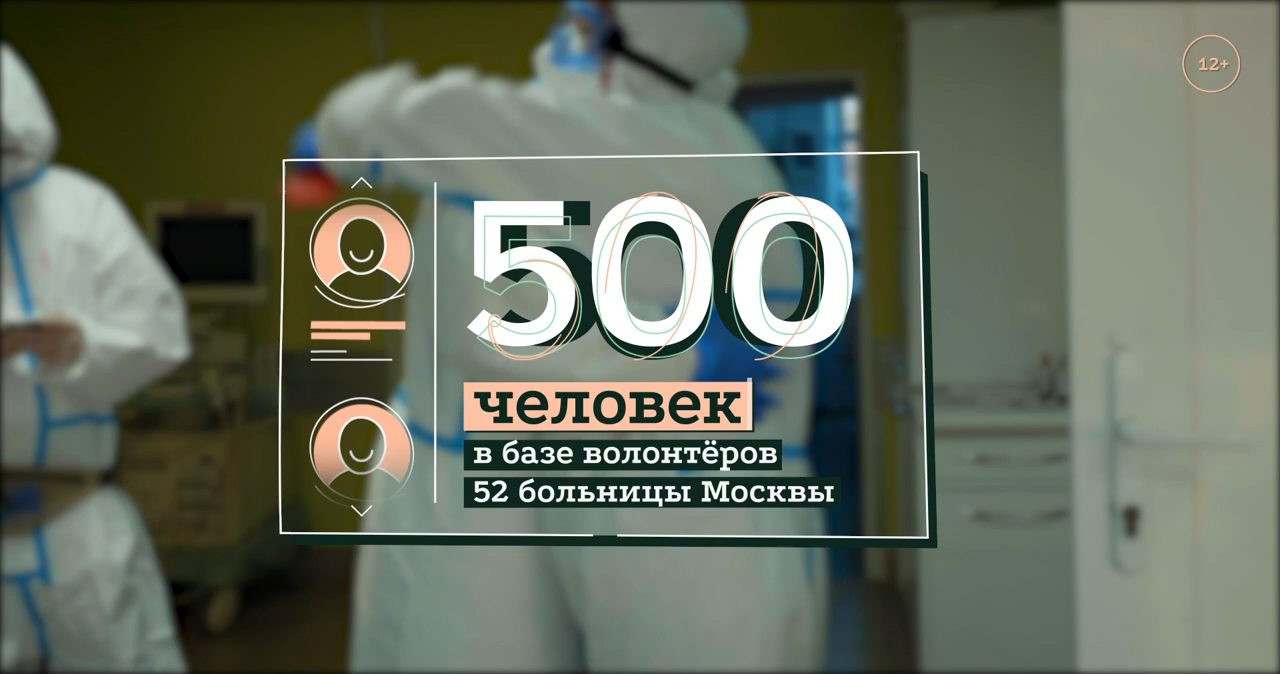 12+
500
человек
в базе волонтёров
52 больницы Москвы